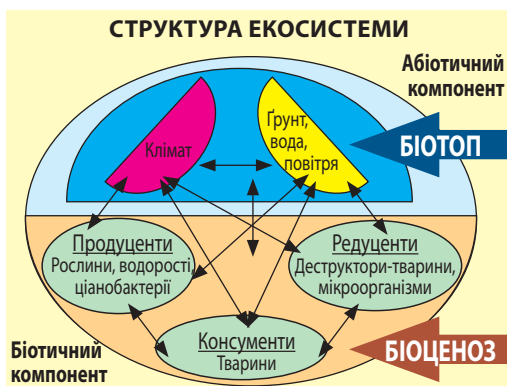 СТРУКТУРА ЕКОСИСТЕМИ
Абіотичний
компонент
Клімат
Ґрунт,
вода,
повітря
БІОТОП
Продуценти
Рослини, водорості,
ціанобактерії
Редуценти
Деструктори-тварини,
мікроорганізми
Консументи
Тварини
Біотичний
компонент
БІОЦЕНОЗ